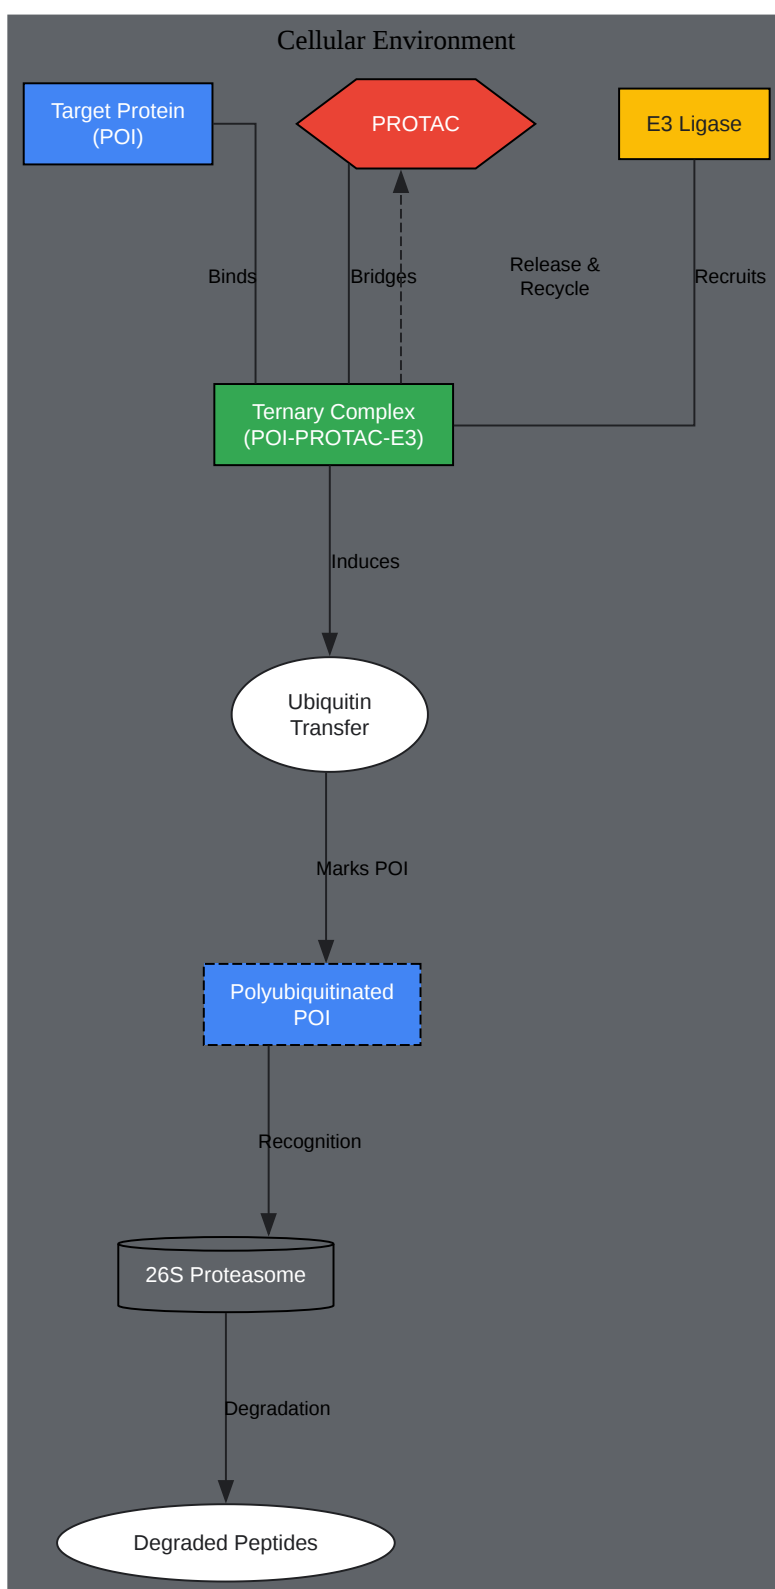 Cellular Environment
Target Protein
(POI)
PROTAC
E3 Ligase
Binds
Bridges
Release &
Recycle
Recruits
Ternary Complex
(POI-PROTAC-E3)
Induces
Ubiquitin
Transfer
Marks POI
Polyubiquitinated
POI
Recognition
26S Proteasome
Degradation
Degraded Peptides